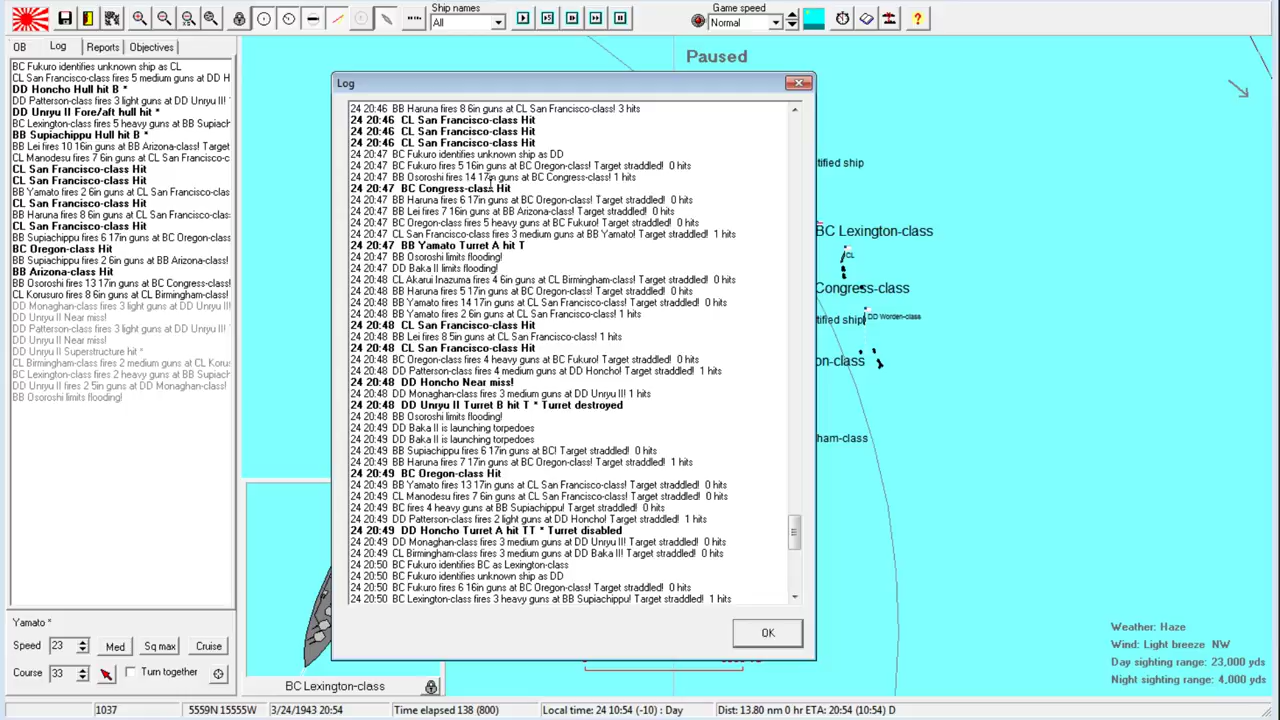 Ship names
All
Game speed
Normal
OB
Log
Reports
Objectives
BC Fukuro identifies unknown ship as CL
CL San Francisco-class fires 5 medium guns at DD H
DD Honcho Hull hit B *
DD Patterson-class fires 3 light guns at DD Unryu II! 
DD Unryu II Fore/aft hull hit *
BC Lexington-class fires 5 heavy guns at BB Supiach
BB Supiachippu Hull hit B *
BB Lei fires 10 16in guns at BB Arizona-class! Target
CL Manodesu fires 7 6in guns at CL San Francisco-c
CL San Francisco-class Hit
CL San Francisco-class Hit
BB Yamato fires 2 6in guns at CL San Francisco-clas
CL San Francisco-class Hit
BB Haruna fires 8 6in guns at CL San Francisco-clas
CL San Francisco-class Hit
BB Supiachippu fires 6 17in guns at BC Oregon-class
BC Oregon-class Hit
BB Supiachippu fires 2 6in guns at BB Arizona-class!
BB Arizona-class Hit
BB Osoroshi fires 13 17in guns at BC Congress-class
CL Korusuro fires 8 6in guns at CL Birmingham-class!
DD Monaghan-class fires 3 light guns at DD Unryu II!
DD Unryu II Near miss!
DD Patterson-class fires 3 light guns at DD Unryu II!
DD Unryu II Near miss!
DD Unryu II Superstructure hit *
CL Birmingham-class fires 2 medium guns at CL Korus
BC Lexington-class fires 2 heavy guns at BB Supiach
DD Unryu II fires 2 5in guns at DD Monaghan-class!
BB Osoroshi limits flooding!
Log
24 20:46 BB Haruna fires 8 6in guns at CL San Francisco-class! 3 hits
24 20:46 CL San Francisco-class Hit
24 20:46 CL San Francisco-class Hit
24 20:46 CL San Francisco-class Hit
24 20:47 BC Fukuro identifies unknown ship as DD
24 20:47 BC Fukuro fires 5 16in guns at BC Oregon-class! Target straddled! 0 hits
24 20:47 BB Osoroshi fires 14 17in guns at BC Congress-class! 1 hits
24 20:47 BC Congress-class Hit
24 20:47 BB Haruna fires 6 17in guns at BC Oregon-class! Target straddled! 0 hits
24 20:47 BB Lei fires 7 16in guns at BB Arizona-class! Target straddled! 0 hits
24 20:47 BC Oregon-class fires 5 heavy guns at BC Fukuro! Target straddled! 0 hits
24 20:47 CL San Francisco-class fires 3 medium guns at BB Yamato! Target straddled! 1 hits
24 20:47 BB Yamato Turret A hit T
24 20:47 BB Osoroshi limits flooding!
24 20:47 DD Baka II limits flooding!
24 20:48 CL Akarui Inazuma fires 4 6in guns at CL Birmingham-class! Target straddled! 0 hits
24 20:48 BB Haruna fires 5 17in guns at BC Oregon-class! Target straddled! 0 hits
24 20:48 BB Yamato fires 14 17in guns at CL San Francisco-class! Target straddled! 0 hits
24 20:48 BB Yamato fires 2 6in guns at CL San Francisco-class! 1 hits
24 20:48 CL San Francisco-class Hit
24 20:48 BB Lei fires 8 5in guns at CL San Francisco-class! 1 hits
24 20:48 CL San Francisco-class Hit
24 20:48 BC Oregon-class fires 4 heavy guns at BC Fukuro! Target straddled! 0 hits
24 20:48 DD Patterson-class fires 4 medium guns at DD Honcho! Target straddled! 1 hits
24 20:48 DD Honcho Near miss!
24 20:48 DD Monaghan-class fires 3 medium guns at DD Unryu II! 1 hits
24 20:48 DD Unryu II Turret B hit T * Turret destroyed
24 20:48 BB Osoroshi limits flooding!
24 20:49 DD Baka II is launching torpedoes
24 20:49 DD Baka II is launching torpedoes
24 20:49 BB Supiachippu fires 6 17in guns at BC! Target straddled! 0 hits
24 20:49 BB Haruna fires 7 17in guns at BC Oregon-class! Target straddled! 1 hits
24 20:49 BC Oregon-class Hit
24 20:49 BB Yamato fires 13 17in guns at CL San Francisco-class! Target straddled! 0 hits
24 20:49 CL Manodesu fires 7 6in guns at CL San Francisco-class! Target straddled! 0 hits
24 20:49 BC fires 4 heavy guns at BB Supiachippu! Target straddled! 0 hits
24 20:49 DD Patterson-class fires 2 light guns at DD Honcho! Target straddled! 1 hits
24 20:49 DD Honcho Turret A hit TT * Turret disabled
24 20:49 DD Monaghan-class fires 3 medium guns at DD Unryu II! Target straddled! 0 hits
24 20:49 CL Birmingham-class fires 3 medium guns at DD Baka II! Target straddled! 0 hits
24 20:50 BC Fukuro identifies BC as Lexington-class
24 20:50 BC Fukuro identifies unknown ship as DD
24 20:50 BC Fukuro fires 6 16in guns at BC Oregon-class! Target straddled! 0 hits
24 20:50 BC Lexington-class fires 3 heavy guns at BB Supiachippu! Target straddled! 1 hits
OK
Paused
tified ship
BC Lexington-class
CL
Congress-class
tified ship
DD Worden-class
on-class
ham-class
Weather: Haze
Wind: Light breeze NW
Day sighting range: 23,000 yds
Night sighting range: 4,000 yds
Yamato *
Speed 23 Med Sq max Cruise
Course 33 Turn together
BC Lexington-class
1037
5559N 15555W
3/24/1943 20:54
Time elapsed 138 (800)
Local time: 24 10:54 (-10) : Day
Dist: 13.80 nm 0 hr ETA: 20:54 (10:54) D